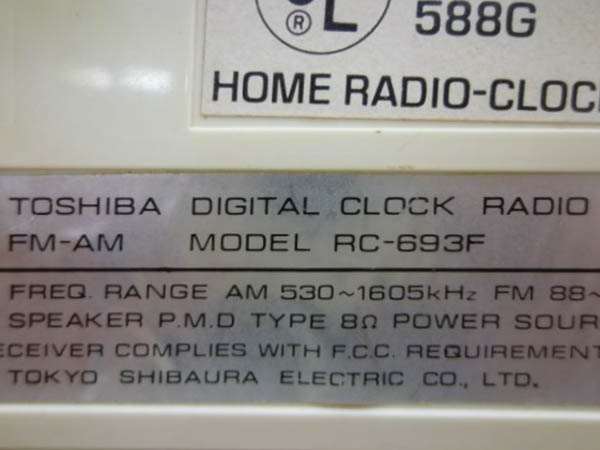 ® UL
588G
HOME RADIO-CLOC
TOSHIBA DIGITAL CLOCK RADIO
FM-AM MODEL RC-693F
FREQ. RANGE AM 530~1605kHz FM 88~
SPEAKER P.M.D TYPE 8Ω POWER SOUR
ECEIVER COMPLIES WITH F.C.C. REQUIREMENT
TOKYO SHIBAURA ELECTRIC CO., LTD.